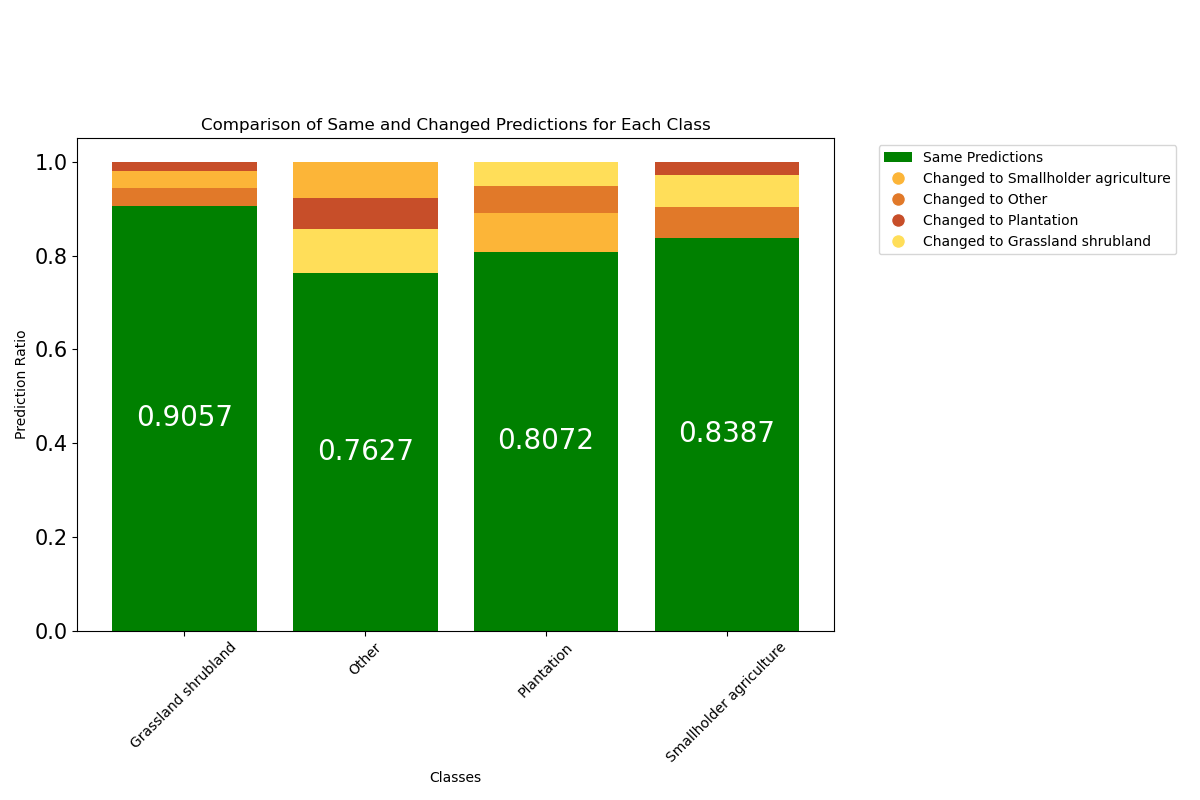 Comparison of Same and Changed Predictions for Each Class
1.0
0.8
0.6
0.4
0.2
0.0
Prediction Ratio
0.9057
0.7627
0.8072
0.8387
Grassland shrubland
Other
Plantation
Smallholder agriculture
Classes
Same Predictions
Changed to Smallholder agriculture
Changed to Other
Changed to Plantation
Changed to Grassland shrubland